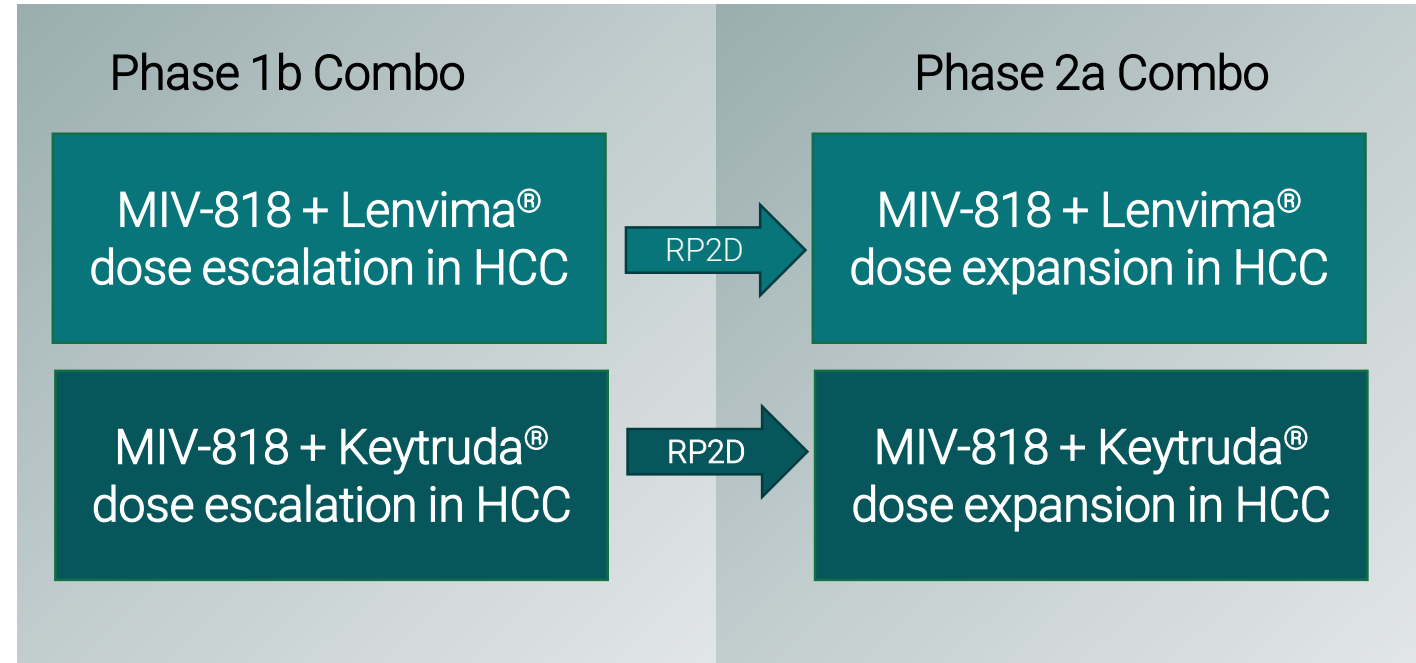 Phase 1b Combo
Phase 2a Combo
MIV-818 + Lenvima®
dose escalation in HCC
RP2D
MIV-818 + Lenvima®
dose expansion in HCC
MIV-818 + Keytruda®
dose escalation in HCC
RP2D
MIV-818 + Keytruda®
dose expansion in HCC